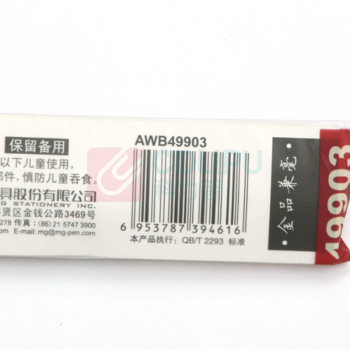 保留备用
以下儿童使用,
部件,慎防儿童吞食。
具股份有限公司
G STATIONERY INC.
贤区金钱公路3469号
278 传真:(86) 21 5747 3900
com E-mail: mg@mg-pen.com
AWB49903
6 953787 394616
本产品执行: QB/T 2293 标准
·金品兼毫·
49903